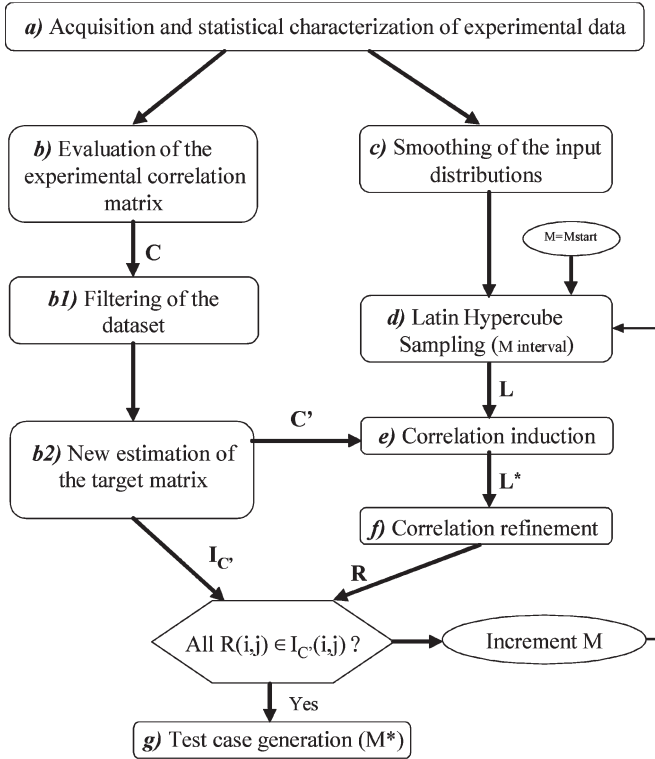 a) Acquisition and statistical characterization of experimental data
b) Evaluation of the
experimental correlation
matrix
c) Smoothing of the input
distributions
C
M=Mstart
b1) Filtering of the
dataset
d) Latin Hypercube
Sampling (M interval)
L
b2) New estimation of
the target matrix
C’
e) Correlation induction
L*
f) Correlation refinement
I_C’
R
All R(i,j) ∈ I_C’(i,j) ?
Increment M
Yes
g) Test case generation (M*)